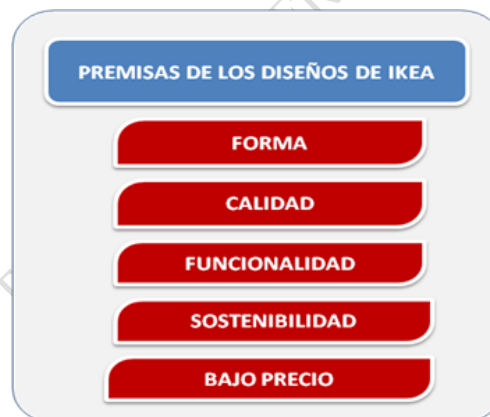 PREMISAS DE LOS DISEÑOS DE IKEA
FORMA
CALIDAD
FUNCIONALIDAD
SOSTENIBILIDAD
BAJO PRECIO